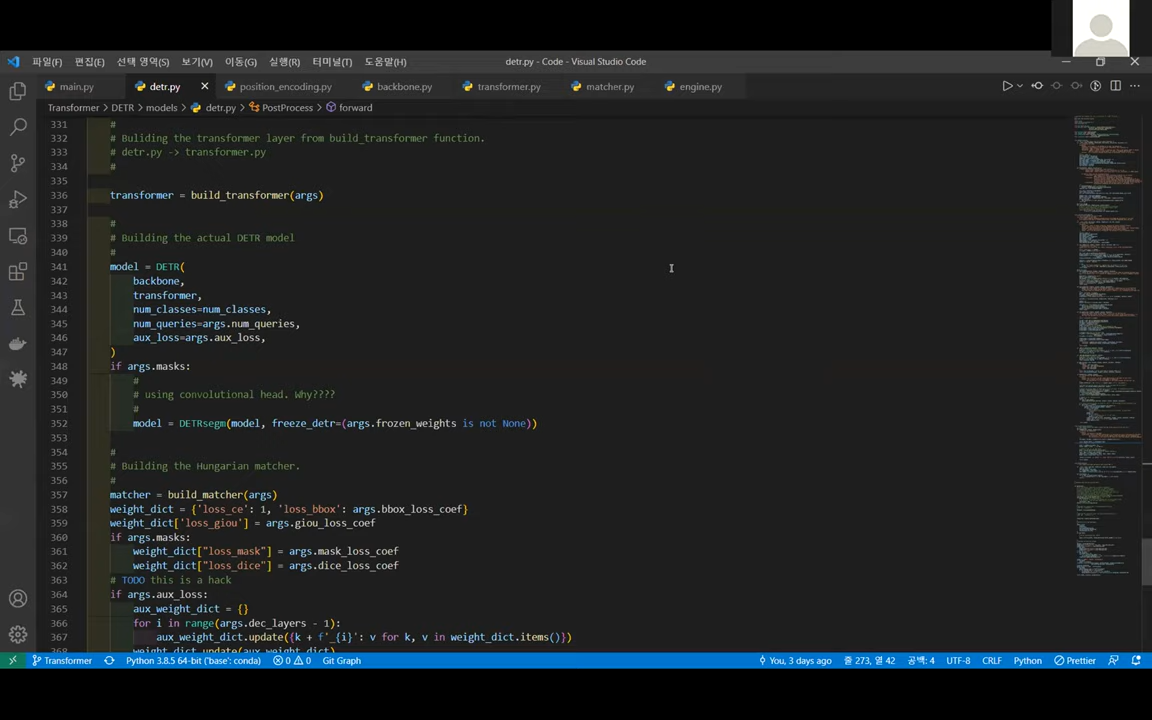 파일(F) 편집(E) 선택 영역(S) 보기(V) 이동(G) 실행(R) 터미널(T) 도움말(H) detr.py - Code - Visual Studio Code
main.py detr.py position_encoding.py backbone.py transformer.py matcher.py engine.py
Transformer > DETR > models > detr.py > PostProcess > forward
331 #
332 # Buliding the transformer layer from build_transformer function.
333 # detr.py -> transformer.py
334 #
335
336 transformer = build_transformer(args)
337
338 #
339 # Building the actual DETR model
340 #
341 model = DETR(
342 backbone,
343 transformer,
344 num_classes=num_classes,
345 num_queries=args.num_queries,
346 aux_loss=args.aux_loss,
347 )
348 if args.masks:
349 #
350 # using convolutional head. Why????
351 #
352 model = DETRsegm(model, freeze_detr=(args.frozen_weights is not None))
353
354 #
355 # Building the Hungarian matcher.
356 #
357 matcher = build_matcher(args)
358 weight_dict = {'loss_ce': 1, 'loss_bbox': args.bbox_loss_coef}
359 weight_dict['loss_giou'] = args.giou_loss_coef
360 if args.masks:
361 weight_dict["loss_mask"] = args.mask_loss_coef
362 weight_dict["loss_dice"] = args.dice_loss_coef
363 # TODO this is a hack
364 if args.aux_loss:
365 aux_weight_dict = {}
366 for i in range(args.dec_layers - 1):
367 aux_weight_dict.update({k + f'_{i}': v for k, v in weight_dict.items()})
368 weight_dict.update(aux_weight_dict)
Transformer Python 3.8.5 64-bit ('base': conda) 0 0 Git Graph You, 3 days ago 줄 273, 열 42 공백: 4 UTF-8 CRLF Python Prettier